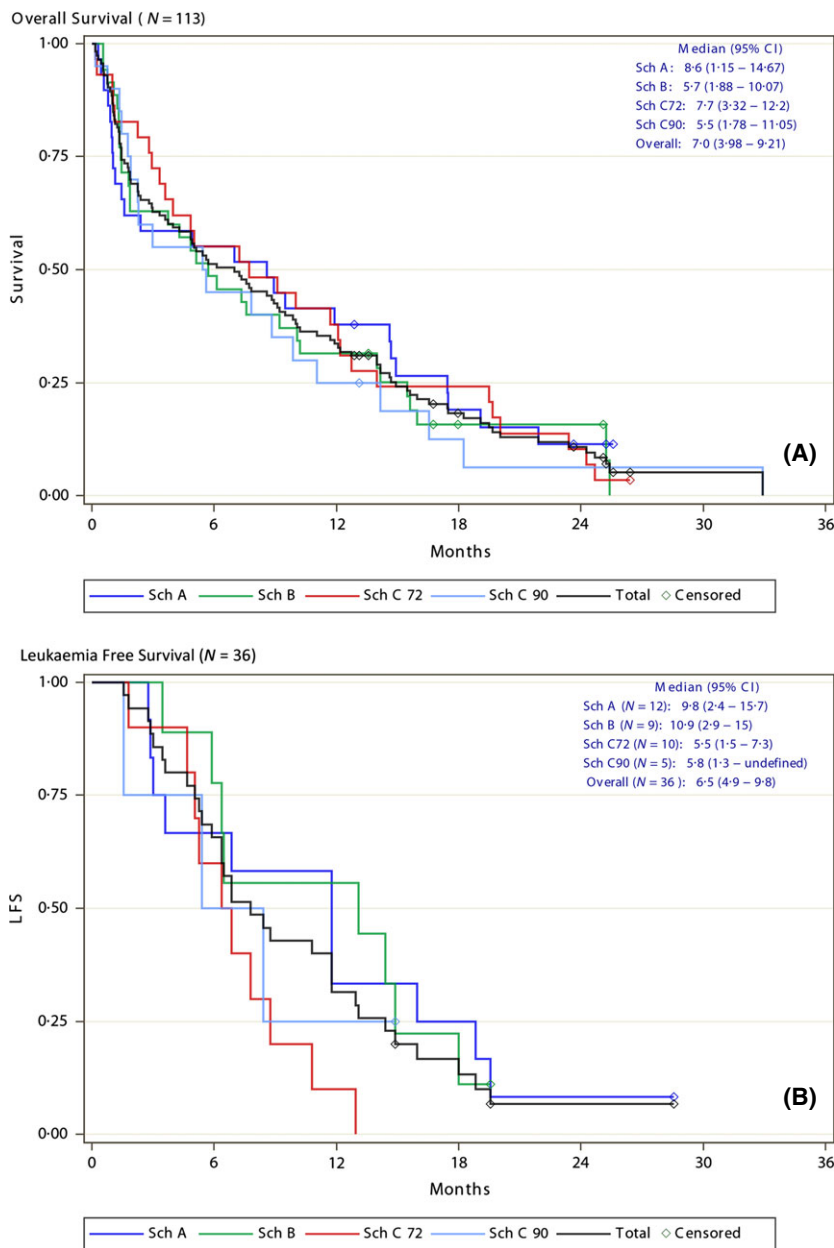 Overall Survival ( N = 113)
1·00
0·75
0·50
0·25
0·00
Survival
Median (95% CI)
Sch A: 8·6 (1·15 – 14·67)
Sch B: 5·7 (1·88 – 10·07)
Sch C72: 7·7 (3·32 – 12·2)
Sch C90: 5·5 (1·78 – 11·05)
Overall: 7·0 (3·98 – 9·21)
(A)
0 6 12 18 24 30 36
Months
Sch A Sch B Sch C 72 Sch C 90 Total Censored
Leukaemia Free Survival (N = 36)
1·00
0·75
0·50
0·25
0·00
LFS
Median (95% CI)
Sch A (N = 12): 9·8 (2·4 – 15·7)
Sch B (N = 9): 10·9 (2·9 – 15)
Sch C72 (N = 10): 5·5 (1·5 – 7·3)
Sch C90 (N = 5): 5·8 (1·3 – undefined)
Overall (N = 36 ): 6·5 (4·9 – 9·8)
(B)
0 6 12 18 24 30 36
Months
Sch A Sch B Sch C 72 Sch C 90 Total Censored